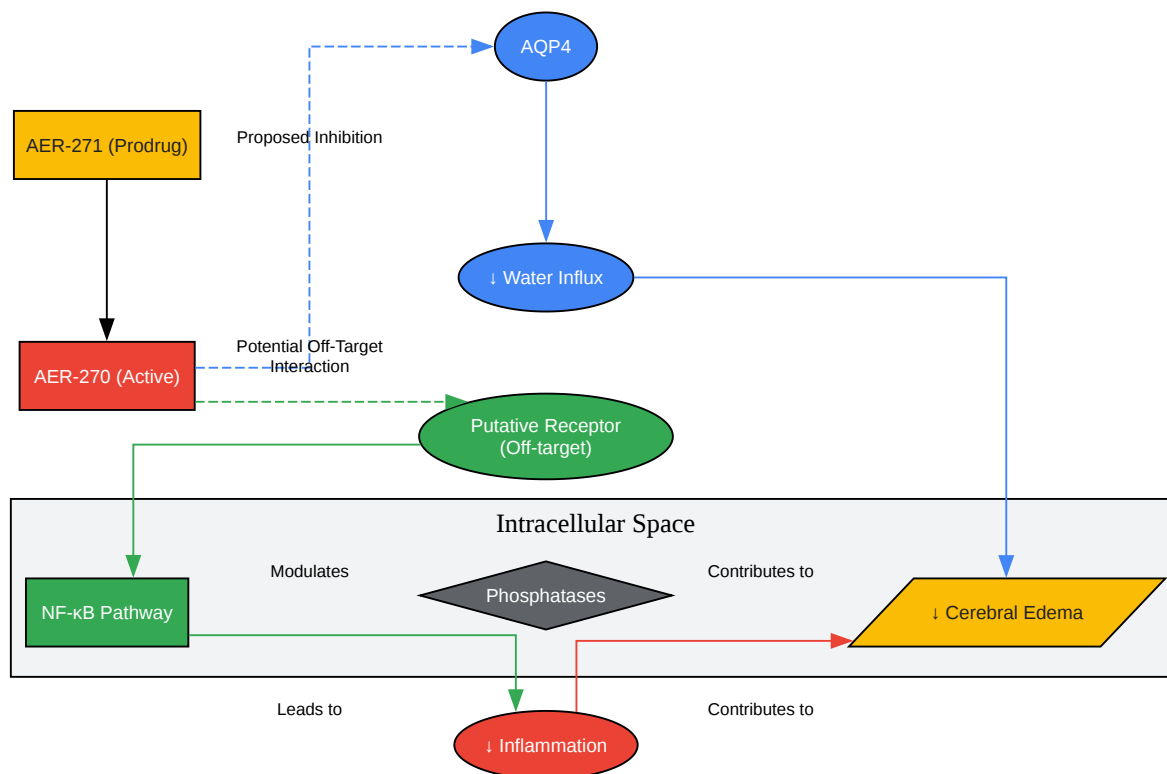 AQP4
Proposed Inhibition
AER-271 (Prodrug)
↓ Water Influx
Potential Off-Target
Interaction
AER-270 (Active)
Putative Receptor
(Off-target)
Intracellular Space
Modulates
Phosphatases
Contributes to
NF-κB Pathway
↓ Cerebral Edema
Leads to
Contributes to
↓ Inflammation